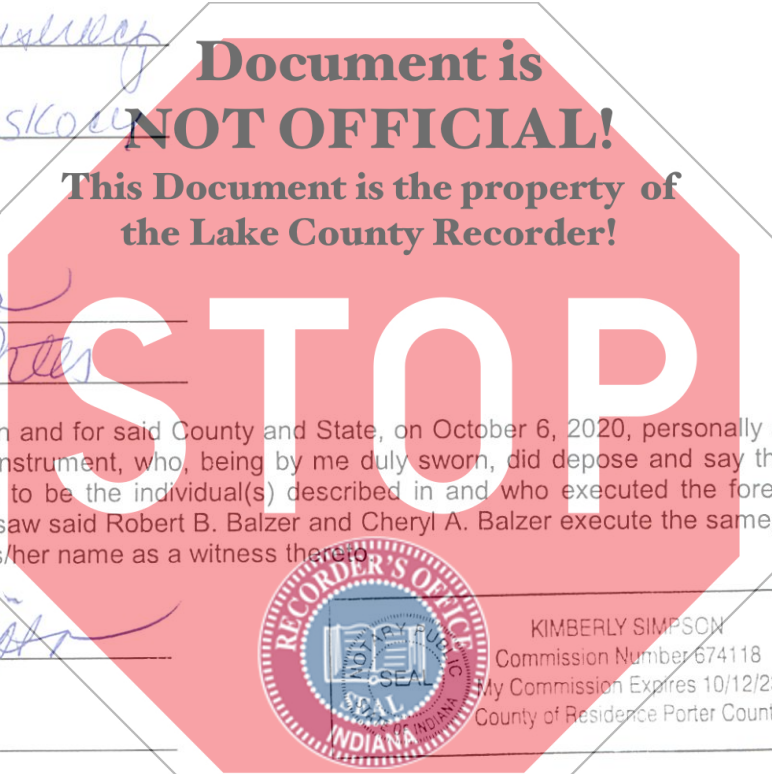 Document is
NOT OFFICIAL!
This Document is the property of
the Lake County Recorder!
STOP
n and for said County and State, on October 6, 2020, personally
nstrument, who, being by me duly sworn, did depose and say th
to be the individual(s) described in and who executed the fore
saw said Robert B. Balzer and Cheryl A. Balzer execute the same
s/her name as a witness thereto
RECORDER'S OFFICE
SEAL
INDIANA
NOTARY PUBLIC
SEAL
STATE OF INDIANA
KIMBERLY SIMPSON
Commission Number 674118
My Commission Expires 10/12/2
County of Residence Porter Count